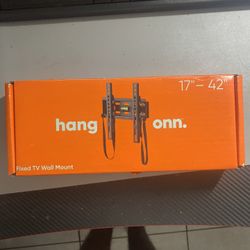 17"– 42"
hang onn.
Fixed TV Wall Mount